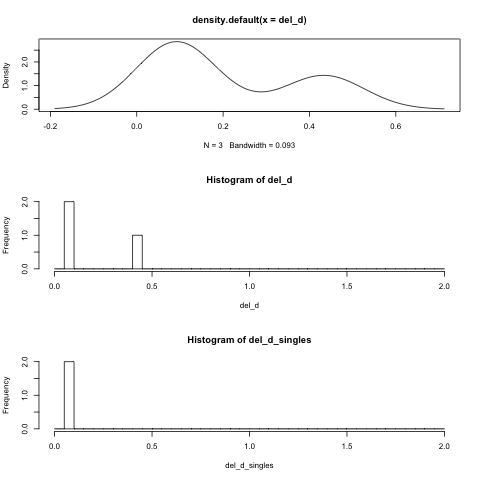 density.default(x = del_d)
Density
0.0 1.0 2.0
-0.2 0.0 0.2 0.4 0.6
N = 3 Bandwidth = 0.093
Histogram of del_d
Frequency
0.0 1.0 2.0
0.0 0.5 1.0 1.5 2.0
del_d
Histogram of del_d_singles
Frequency
0.0 1.0 2.0
0.0 0.5 1.0 1.5 2.0
del_d_singles